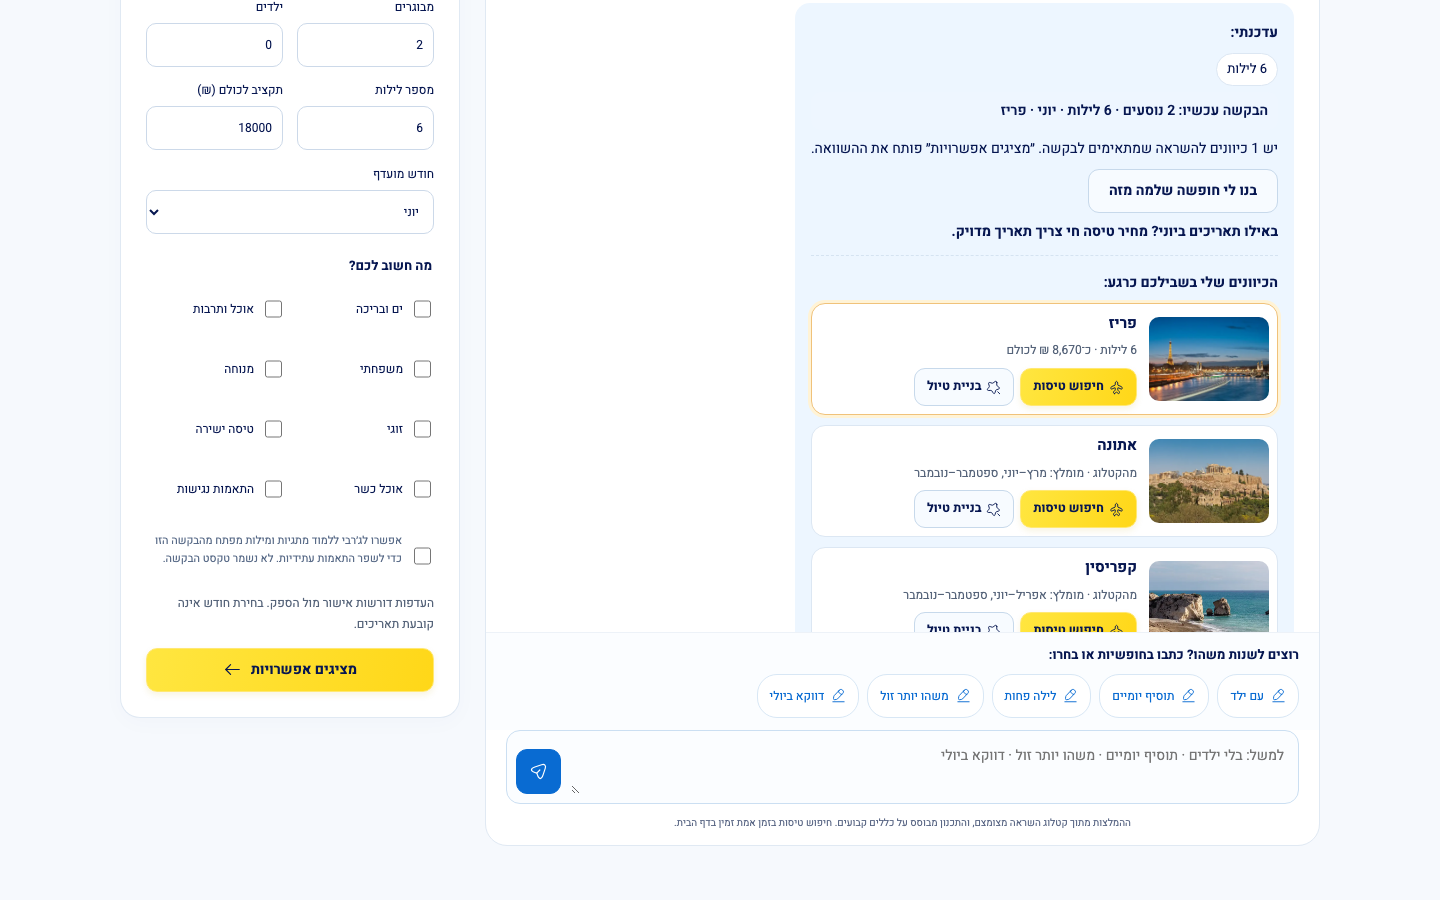 עדכנתי:
6 לילות
הבקשה עכשיו: 2 נוסעים · 6 לילות · יוני · פריז
יש 1 כיוונים להשראה שמתאימים לבקשה. "מציגים אפשרויות" פותח את ההשוואה.
בנו לי חופשה שלמה מזה
באילו תאריכים ביוני? מחיר טיסה חי צריך תאריך מדויק.
הכיוונים שלי בשבילכם כרגע:
פריז
6 לילות · כ־8,670 ₪ לכולם
חיפוש טיסות
בניית טיול
אתונה
מהקטלוג · מומלץ: מרץ–יוני, ספטמבר–נובמבר
חיפוש טיסות
בניית טיול
קפריסין
מהקטלוג · מומלץ: אפריל–יוני, ספטמבר–נובמבר
חיפוש טיסות
בניית טיול
רוצים לשנות משהו? כתבו בחופשיות או בחרו:
עם ילד
תוסיף יומיים
לילה פחות
משהו יותר זול
דווקא ביולי
למשל: בלי ילדים · תוסיף יומיים · משהו יותר זול · דווקא ביולי
ההמלצות מתוך קטלוג השראה מצומצם, והתכנון מבוסס על כללים קבועים. חיפוש טיסות בזמן אמת זמין בדף הבית.
מבוגרים
ילדים
2
0
מספר לילות
תקציב לכולם (₪)
6
18000
חודש מועדף
יוני
מה חשוב לכם?
ים ובריכה
אוכל ותרבות
משפחתי
מנוחה
זוגי
טיסה ישירה
אוכל כשר
התאמות נגישות
אפשרו לג'רבי ללמוד מתגיות ומילות מפתח מהבקשה הזו
כדי לשפר התאמות עתידיות. לא נשמר טקסט הבקשה.
העדפות דורשות אישור מול הספק. בחירת חודש אינה
קובעת תאריכים.
מציגים אפשרויות